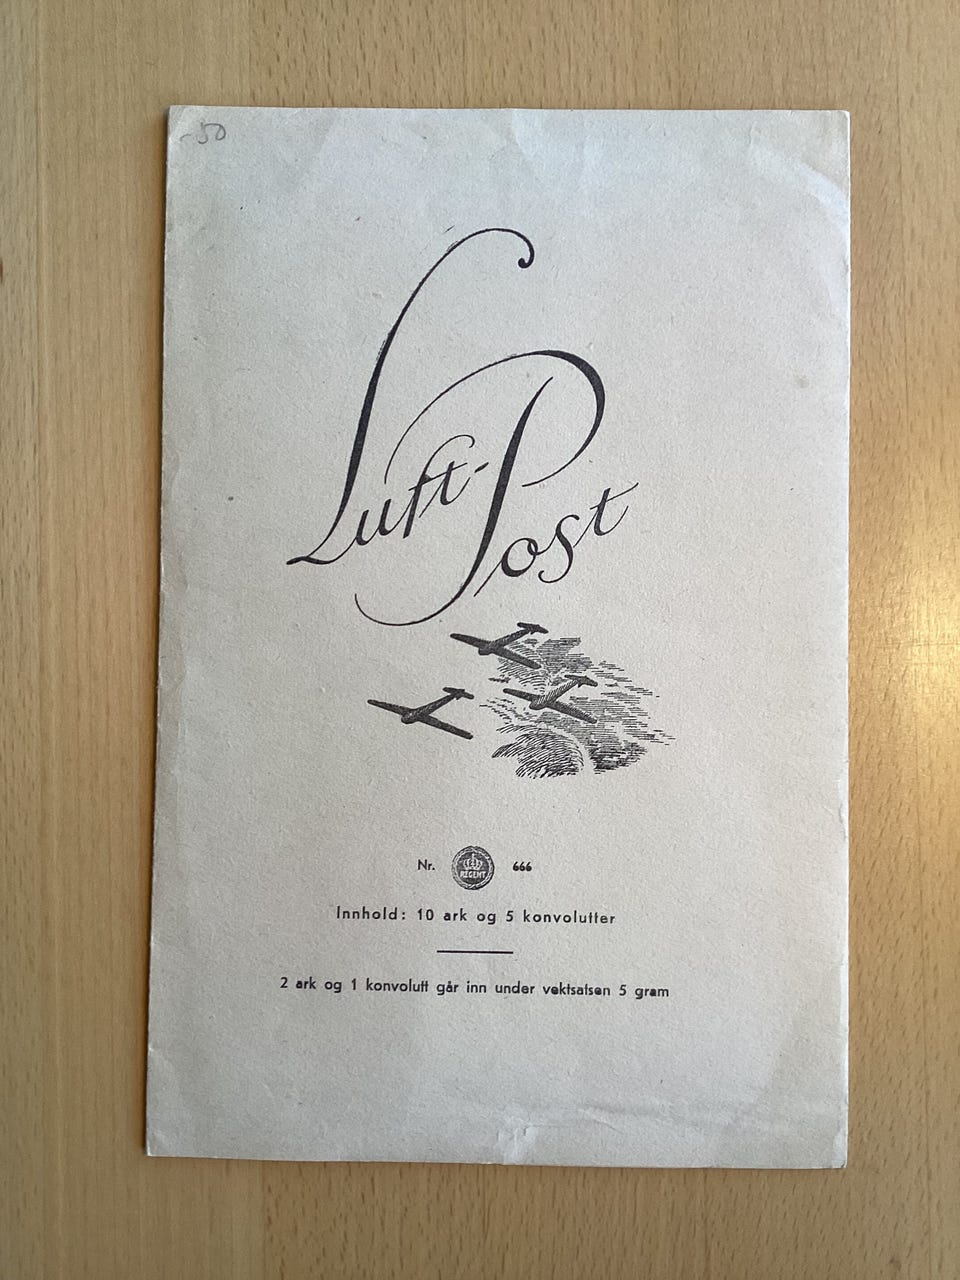 -50
Luft-
Post
Nr. REGENT 666
Innhold: 10 ark og 5 konvolutter
2 ark og 1 konvolutt går inn under vektsatsen 5 gram